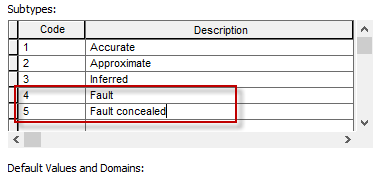 Subtypes:
Code Description
1 Accurate
2 Approximate
3 Inferred
4 Fault
5 Fault concealed
Default Values and Domains: